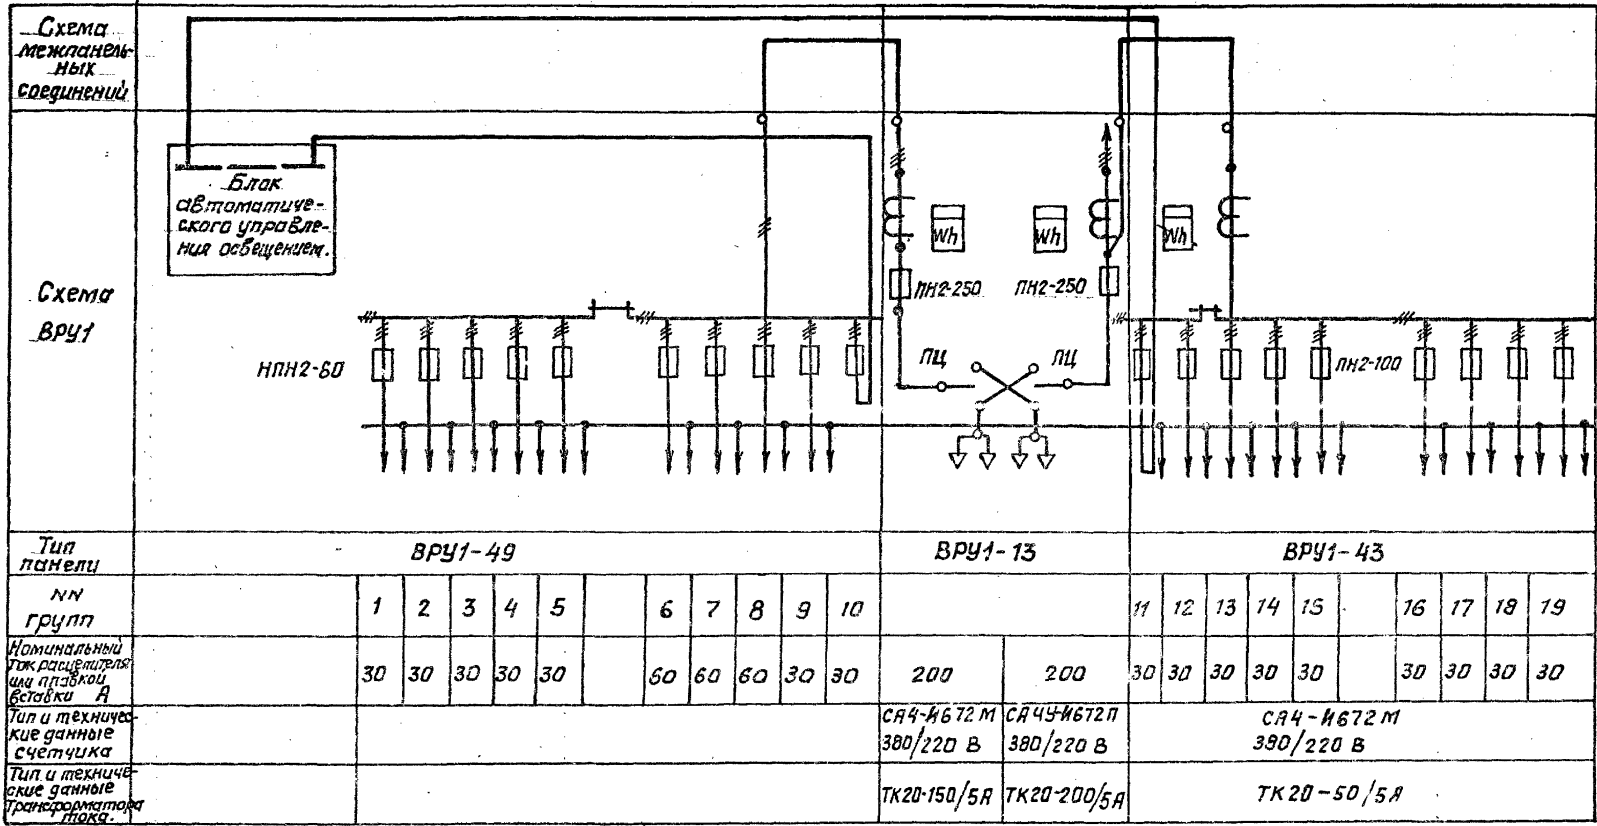 Схема
межпанель-
ных
соединений
Схема
ВРУ1
Блок
автоматиче-
ского управле-
ния освещением.
Wh
Wh
Wh
ПН2-250
ПН2-250
НПН2-60
ПЦ
ПЦ
ПН2-100
Тип
панели
ВРУ1-49
ВРУ1-13
ВРУ1-43
NN
групп
1 2 3 4 5 6 7 8 9 10 11 12 13 14 15 16 17 18 19
Номинальный
ток расцепителя
или плавкой
вставки А
30 30 30 30 30 60 60 60 30 30 200 200 30 30 30 30 30 30 30 30 30
Тип и техничес-
кие данные
счетчика
СА4-И672М
380/220 В
СА4У-И672П
380/220 В
СА4-И672М
380/220 В
Тип и техниче-
ские данные
трансформатора
тока.
ТК20-150/5А
ТК20-200/5А
ТК20-50/5А